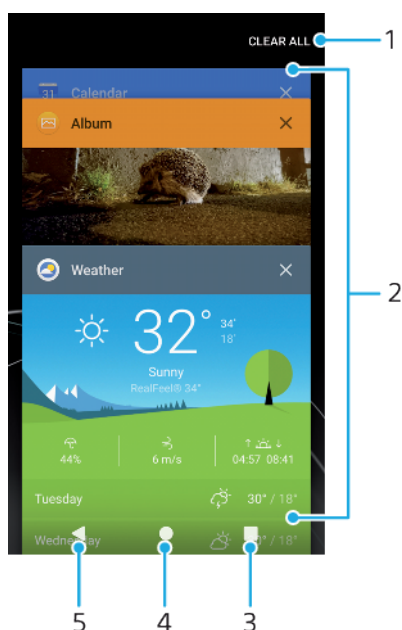 CLEAR ALL
1
31 Calendar
Album
2
Weather
32° 34° 18°
Sunny
RealFeel® 34°
44% 6 m/s ↑ ↓ 04:57 08:41
Tuesday 30° / 18°
Wednesday / 18°
5 4 3